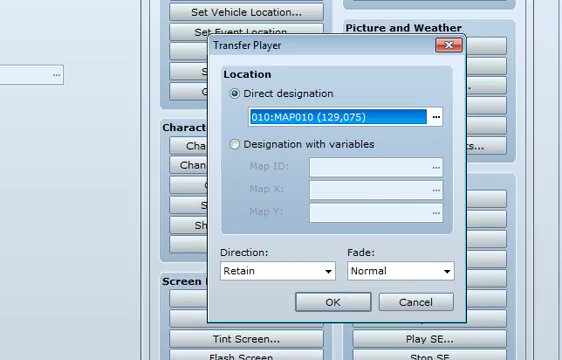 Set Vehicle Location...
Set Event Location...
Picture and Weather
Transfer Player
Location
Direct designation
010:MAP010 (129,075)
...
Designation with variables
Map ID:
...
Map X:
...
Map Y:
...
Direction:
Fade:
Retain
Normal
OK
Cancel
Tint Screen...
Play SE...
Flash Screen
Stop SE